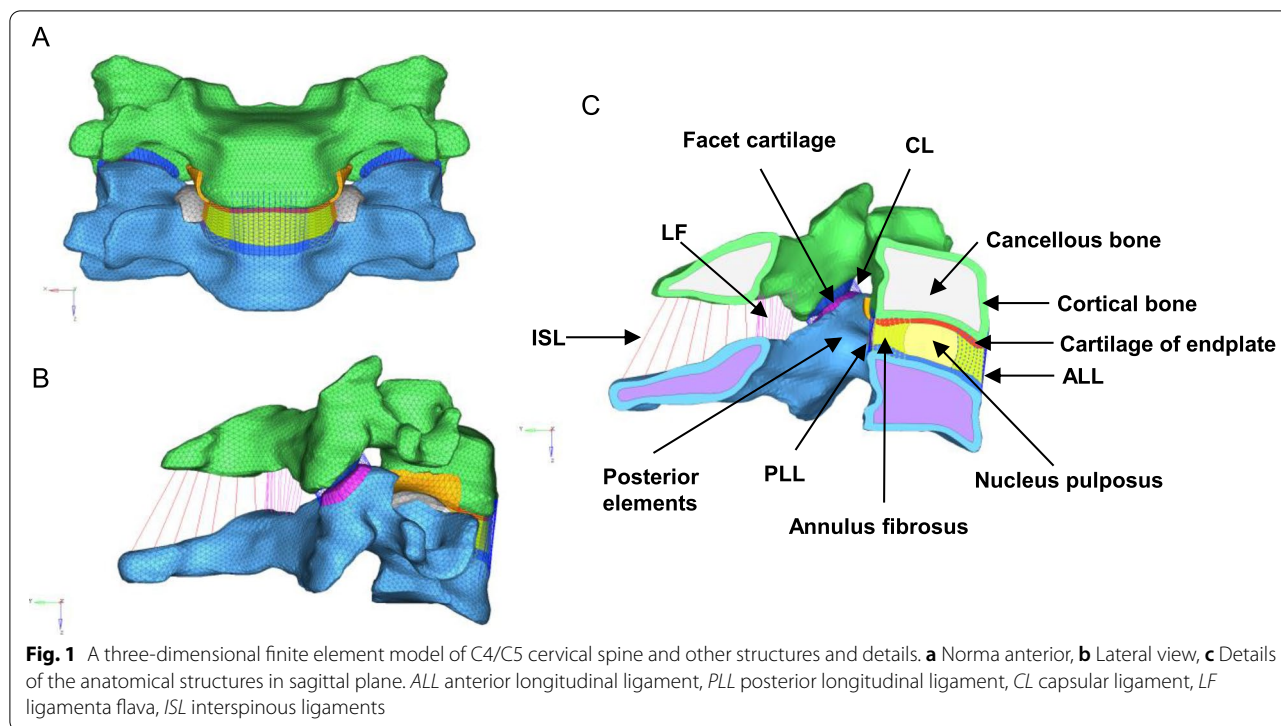 A
B
C
Facet cartilage
CL
LF
Cancellous bone
Cortical bone
ISL
Cartilage of endplate
ALL
Posterior
elements
PLL
Nucleus pulposus
Annulus fibrosus
Fig. 1 A three-dimensional finite element model of C4/C5 cervical spine and other structures and details. a Norma anterior, b Lateral view, c Details
of the anatomical structures in sagittal plane. ALL anterior longitudinal ligament, PLL posterior longitudinal ligament, CL capsular ligament, LF
ligamenta flava, ISL interspinous ligaments